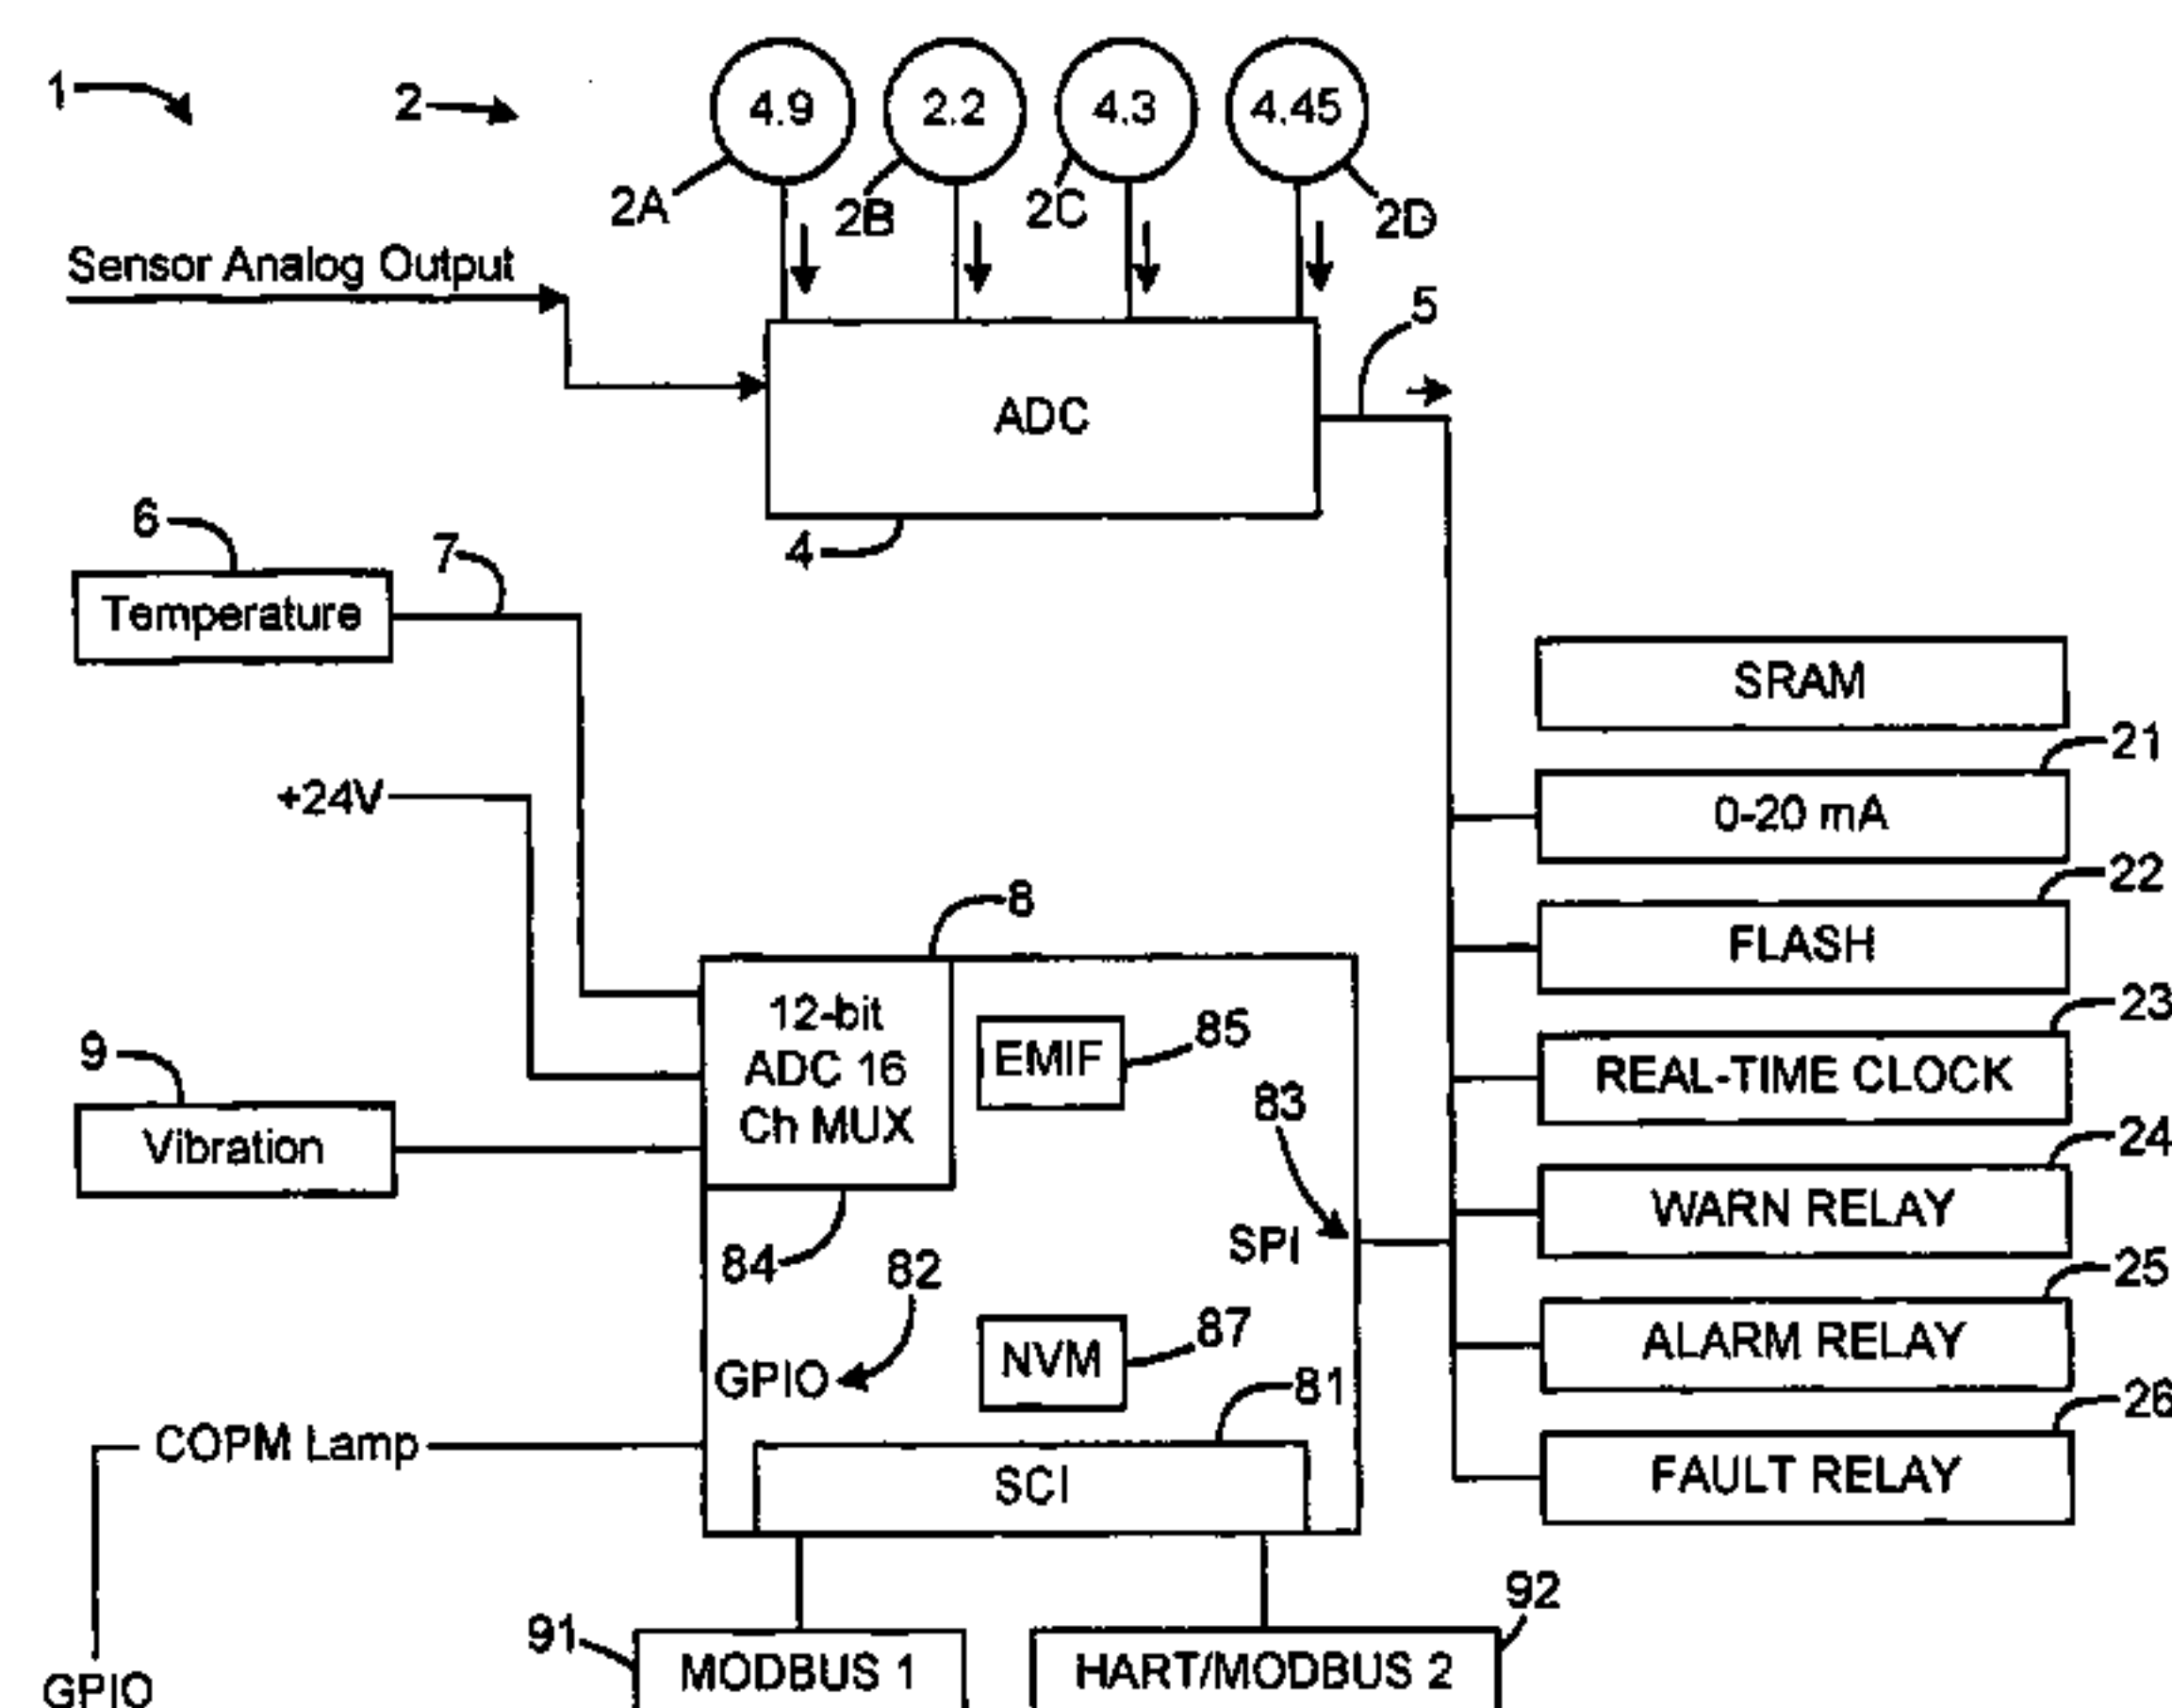 1
2
4.9
2.2
4.3
4.45
2A
2B
2C
2D
Sensor Analog Output
5
ADC
4
6
7
Temperature
SRAM
21
+24V
0-20 mA
22
8
FLASH
23
12-bit
ADC 16
Ch MUX
EMIF
85
REAL-TIME CLOCK
9
83
24
Vibration
WARN RELAY
84
82
SPI
25
87
NVM
ALARM RELAY
GPIO
81
26
COPM Lamp
SCI
FAULT RELAY
92
91
MODBUS 1
HART/MODBUS 2
GPIO